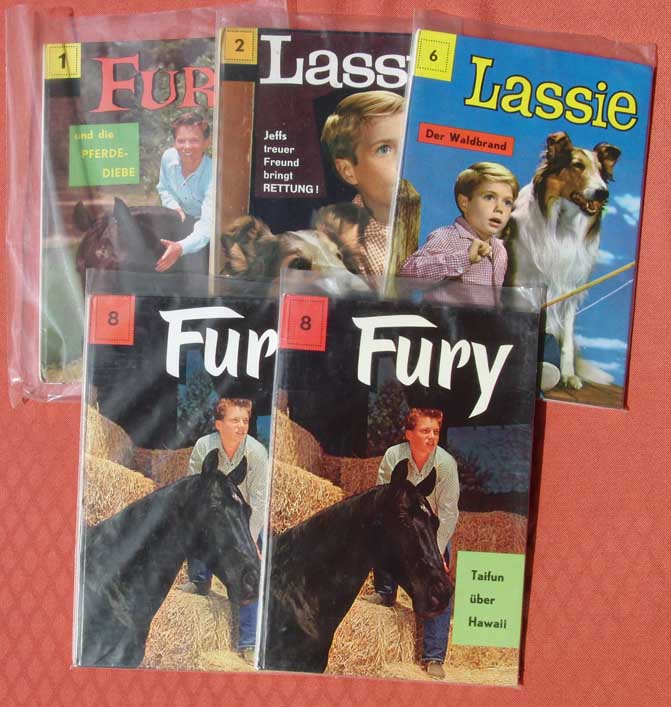 1
FUR
und die
PFERDE-
DIEBE
2
Lassi
Jeffs
treuer
Freund
bringt
RETTUNG!
6
Lassie
Der Waldbrand
8
Fur
8
Fury
Taifun
über
Hawaii